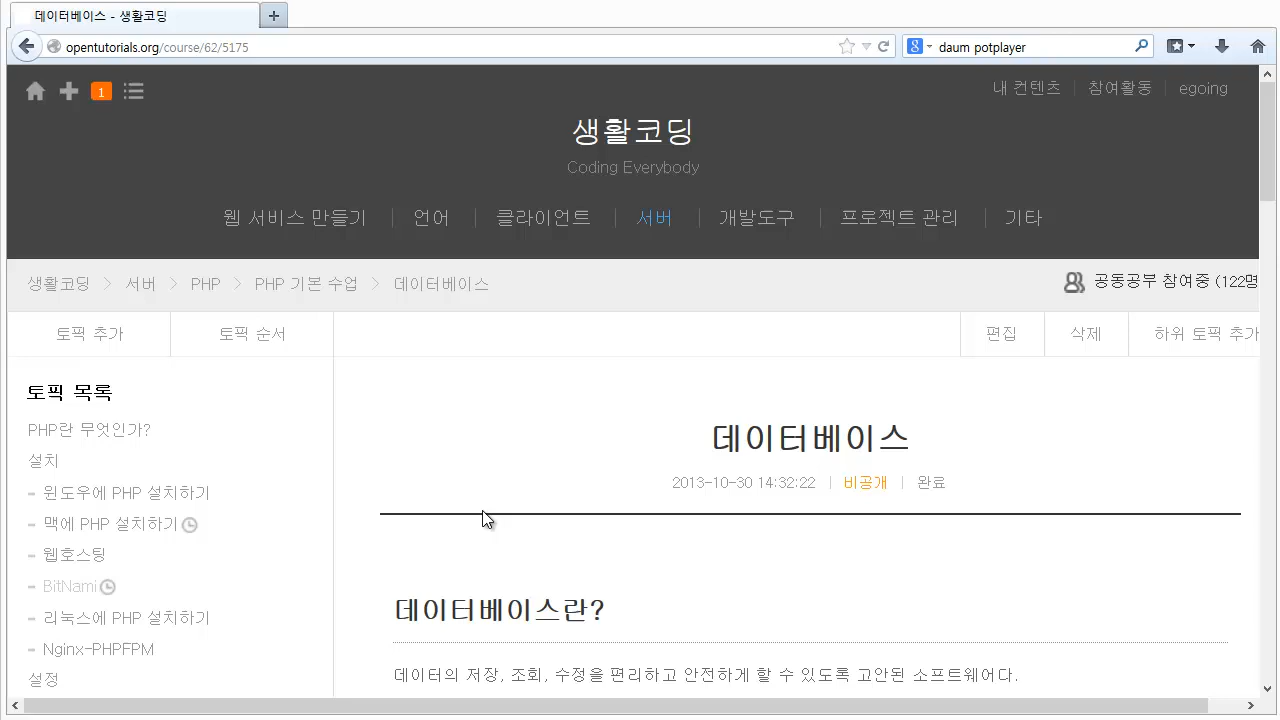 데이터베이스 - 생활코딩
opentutorials.org/course/62/5175
daum potplayer
1
내 컨텐츠 참여활동 egoing
생활코딩
Coding Everybody
웹 서비스 만들기 언어 클라이언트 서버 개발도구 프로젝트 관리 기타
생활코딩 서버 PHP PHP 기본 수업 데이터베이스
공동공부 참여중 (122명
토픽 추가 토픽 순서 편집 삭제 하위 토픽 추가
토픽 목록
PHP란 무엇인가?
설치
- 윈도우에 PHP 설치하기
- 맥에 PHP 설치하기
- 웹호스팅
- BitNami
- 리눅스에 PHP 설치하기
- Nginx-PHPFPM
설정
데이터베이스
2013-10-30 14:32:22 비공개 완료
데이터베이스란?
데이터의 저장, 조회, 수정을 편리하고 안전하게 할 수 있도록 고안된 소프트웨어다.